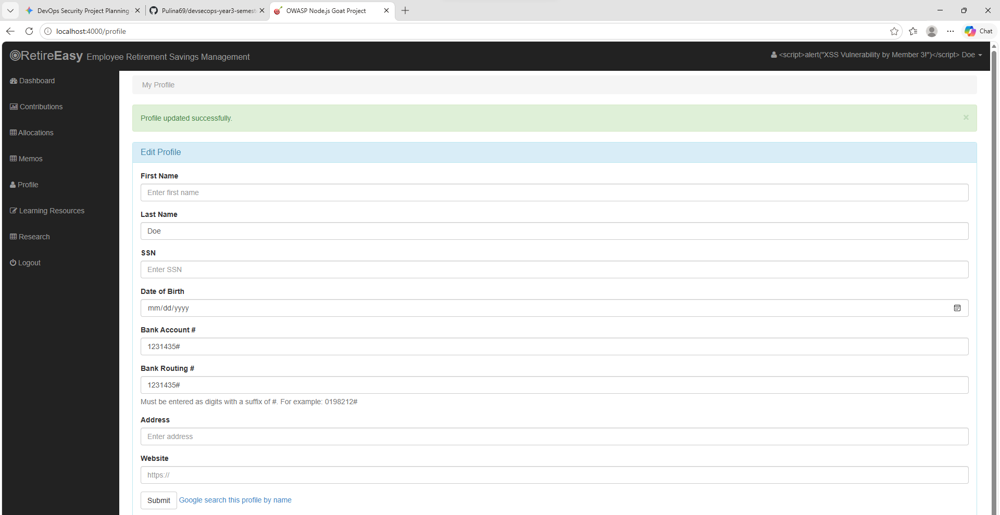 DevOps Security Project Planning
Pulina69/devsecops-year3-semest
OWASP Node.js Goat Project
localhost:4000/profile
Chat
RetireEasy Employee Retirement Savings Management
<script>alert("XSS Vulnerability by Member 3!")</script> Doe
Dashboard
Contributions
Allocations
Memos
Profile
Learning Resources
Research
Logout
My Profile
Profile updated successfully.
×
Edit Profile
First Name
Enter first name
Last Name
Doe
SSN
Enter SSN
Date of Birth
mm/dd/yyyy
Bank Account #
1231435#
Bank Routing #
1231435#
Must be entered as digits with a suffix of #. For example: 0198212#
Address
Enter address
Website
https://
Submit Google search this profile by name